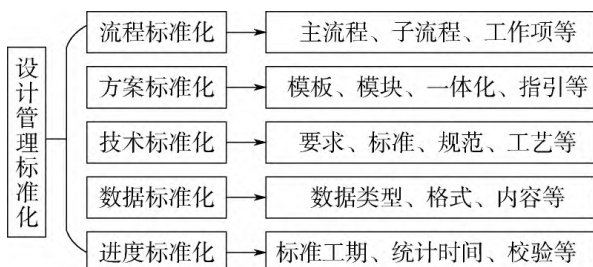 设计管理标准化
流程标准化
主流程、子流程、工作项等
方案标准化
模板、模块、一体化、指引等
技术标准化
要求、标准、规范、工艺等
数据标准化
数据类型、格式、内容等
进度标准化
标准工期、统计时间、校验等